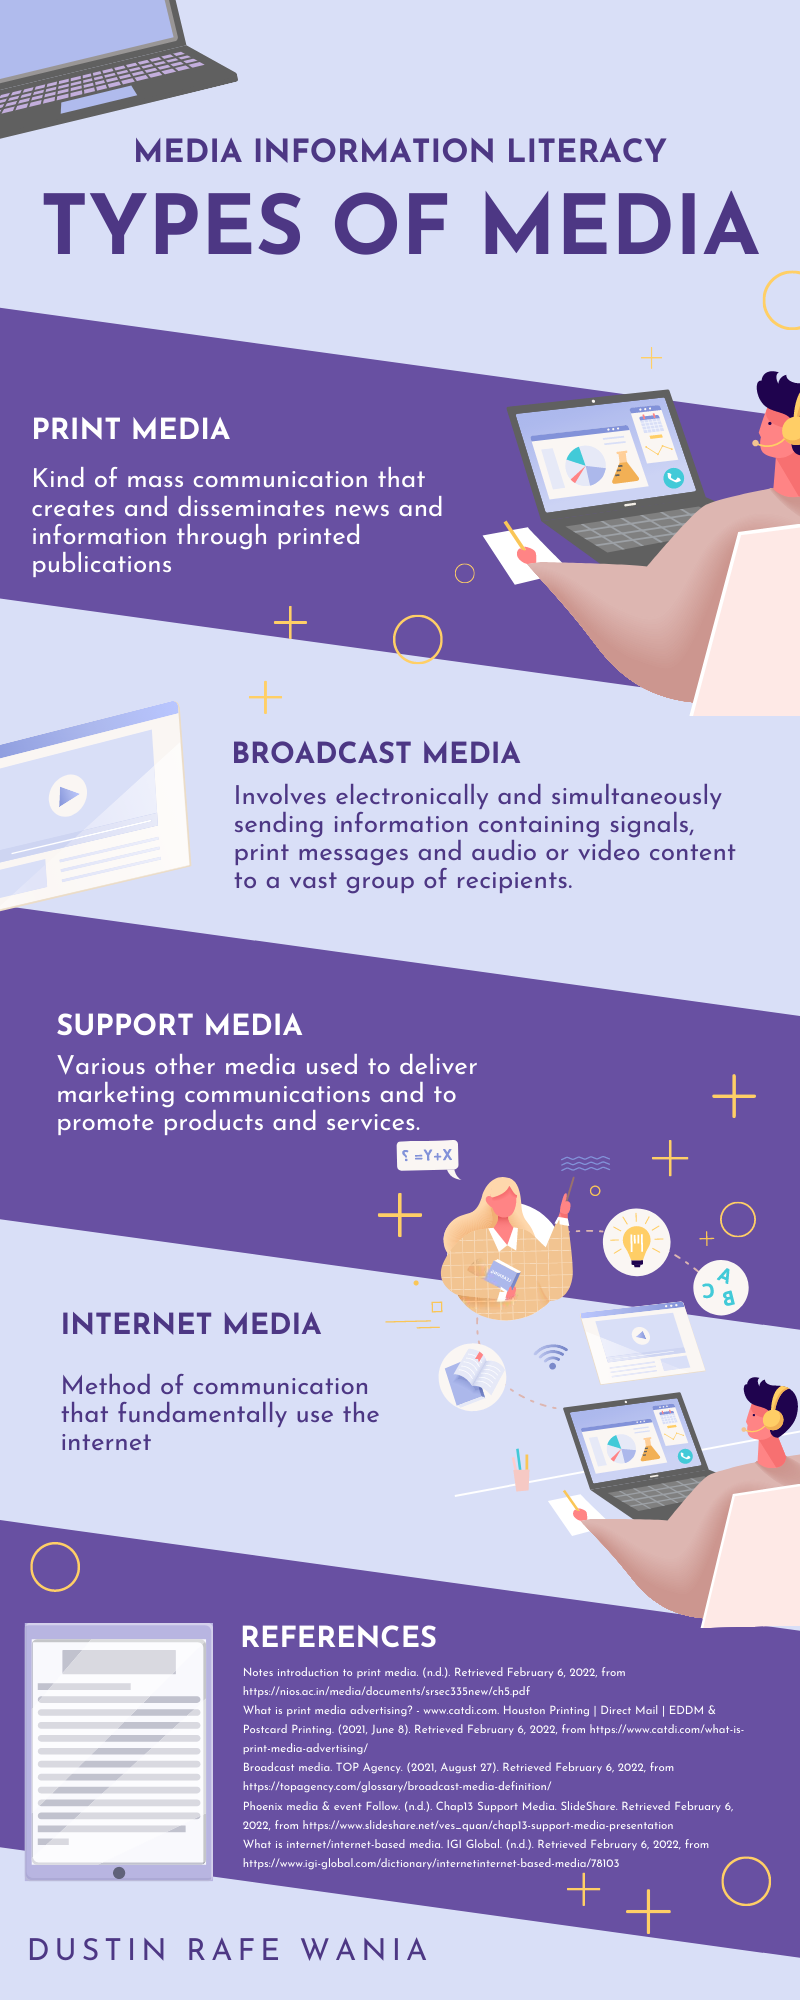 MEDIA INFORMATION LITERACY
TYPES OF MEDIA
PRINT MEDIA
Kind of mass communication that
creates and disseminates news and
information through printed
publications
BROADCAST MEDIA
Involves electronically and simultaneously
sending information containing signals,
print messages and audio or video content
to a vast group of recipients.
SUPPORT MEDIA
Various other media used to deliver
marketing communications and to
promote products and services.
? =Y+X
A
B
C
INTERNET MEDIA
Method of communication
that fundamentally use the
internet
REFERENCES
Notes introduction to print media. (n.d.). Retrieved February 6, 2022, from
https://nios.ac.in/media/documents/srsec335new/ch5.pdf
What is print media advertising? - www.catdi.com. Houston Printing | Direct Mail | EDDM &
Postcard Printing. (2021, June 8). Retrieved February 6, 2022, from https://www.catdi.com/what-is-
print-media-advertising/
Broadcast media. TOP Agency. (2021, August 27). Retrieved February 6, 2022, from
https://topagency.com/glossary/broadcast-media-definition/
Phoenix media & event Follow. (n.d.). Chap13 Support Media. SlideShare. Retrieved February 6,
2022, from https://www.slideshare.net/ves_quan/chap13-support-media-presentation
What is internet/internet-based media. IGI Global. (n.d.). Retrieved February 6, 2022, from
https://www.igi-global.com/dictionary/internetinternet-based-media/78103
DUSTIN RAFE WANIA